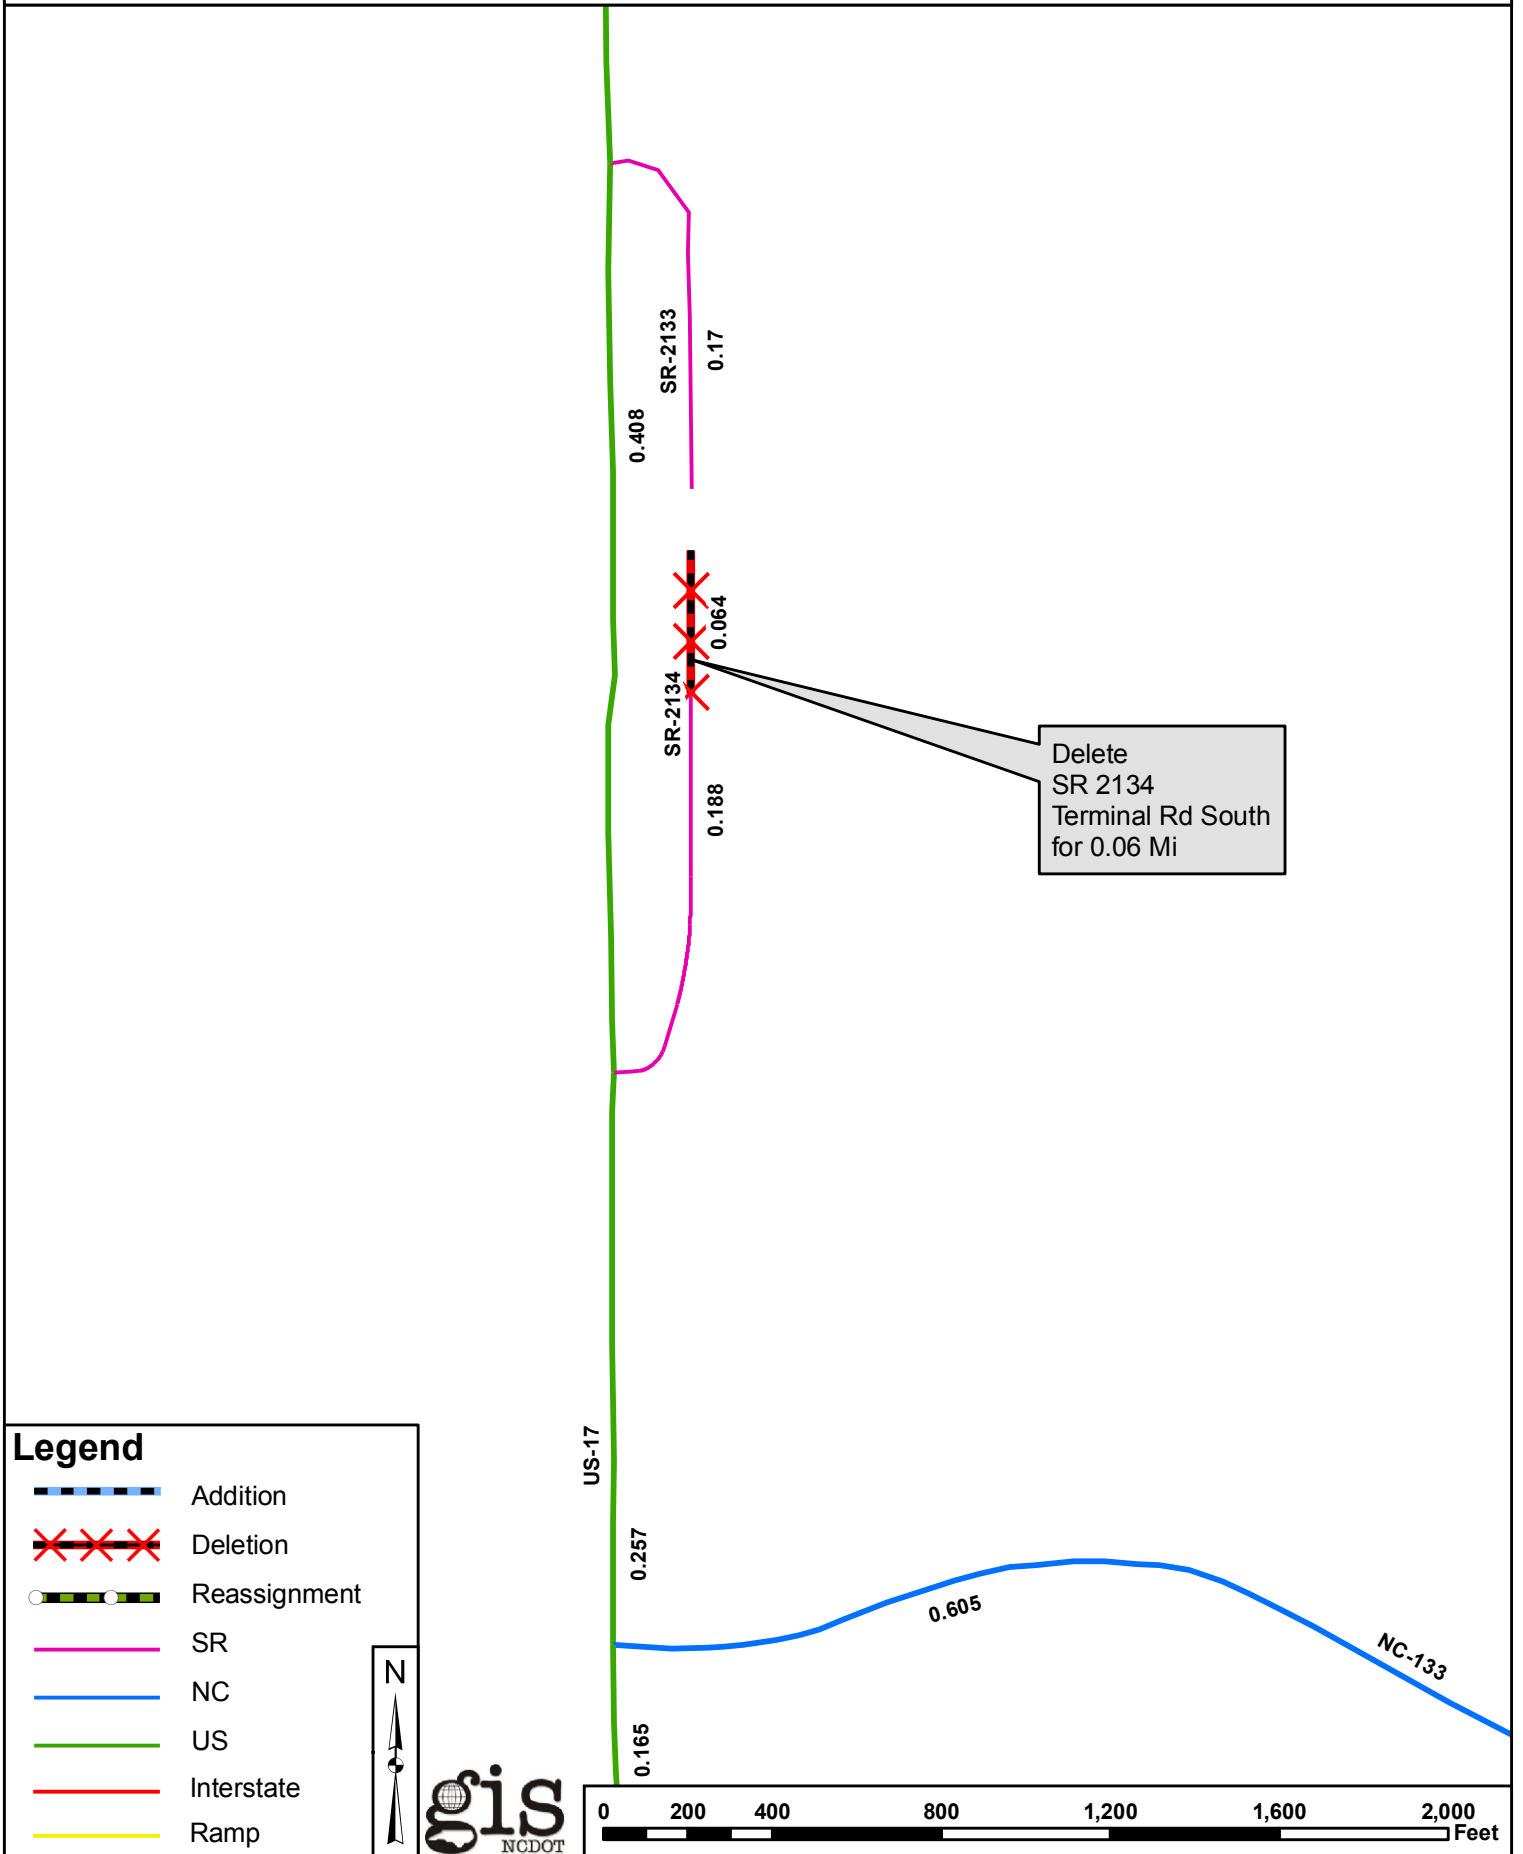 SR-2133
0.17
0.408
0.064
SR-2134
0.188
Delete
SR 2134
Terminal Rd South
for 0.06 Mi
US-17
0.257
0.605
NC-133
0.165
Legend
Addition
Deletion
Reassignment
SR
NC
US
Interstate
Ramp
N
gis
NCDOT
0 200 400 800 1,200 1,600 2,000
Feet